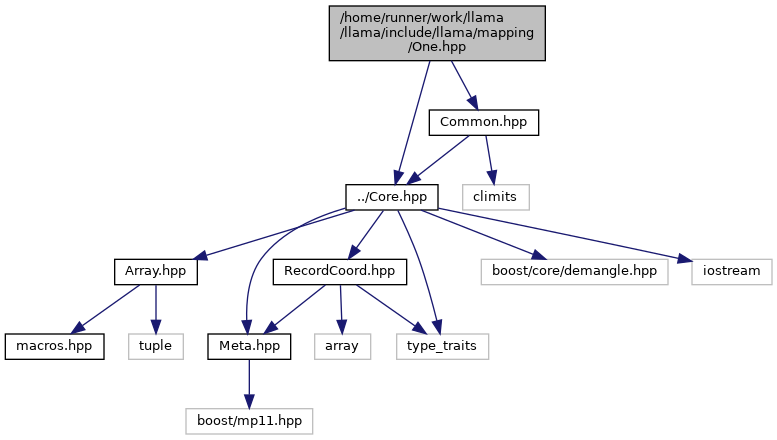 /home/runner/work/llama
/llama/include/llama/mapping
/One.hpp
Common.hpp
../Core.hpp
climits
Array.hpp
RecordCoord.hpp
boost/core/demangle.hpp
iostream
macros.hpp
tuple
Meta.hpp
array
type_traits
boost/mp11.hpp